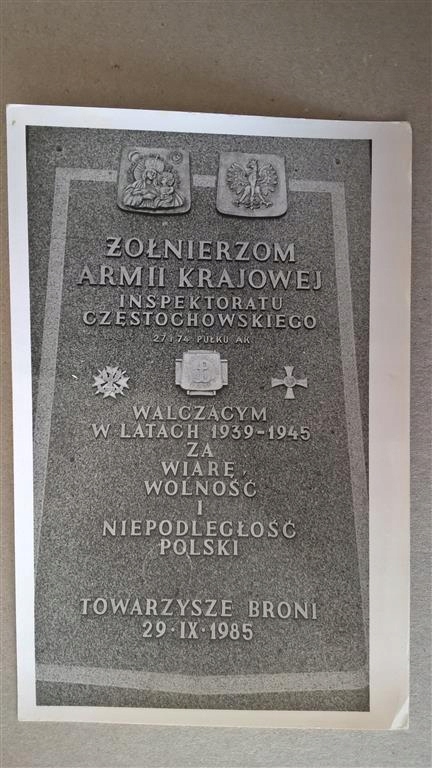 ŻOŁNIERZOM
ARMII KRAJOWEJ
INSPEKTORATU
CZĘSTOCHOWSKIEGO
27 I 74 PUŁKU AK
WALCZĄCYM
W LATACH 1939-1945
ZA
WIARĘ,
WOLNOŚĆ
I
NIEPODLEGŁOŚĆ
POLSKI
TOWARZYSZE BRONI
29·IX·1985